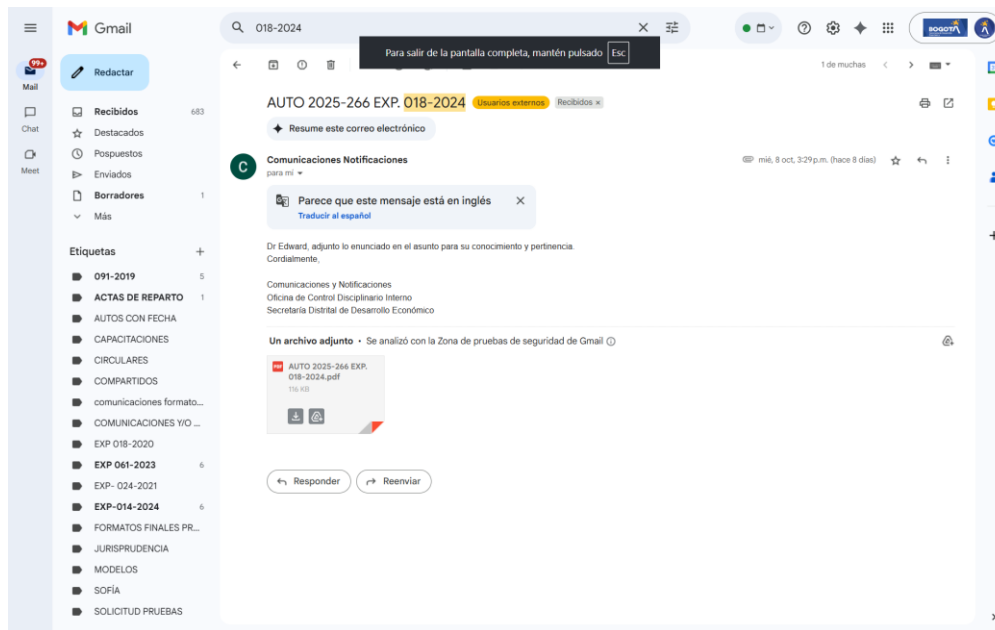 Gmail
018-2024
BOGOTÁ
Para salir de la pantalla completa, mantén pulsado Esc
99+
Mail
Chat
Meet
Redactar
Recibidos 683
Destacados
Pospuestos
Enviados
Borradores 1
Más
Etiquetas
091-2019 5
ACTAS DE REPARTO 1
AUTOS CON FECHA
CAPACITACIONES
CIRCULARES
COMPARTIDOS
comunicaciones formato...
COMUNICACIONES Y/O ...
EXP 018-2020
EXP 061-2023 6
EXP- 024-2021
EXP-014-2024 6
FORMATOS FINALES PR...
JURISPRUDENCIA
MODELOS
SOFÍA
SOLICITUD PRUEBAS
1 de muchas
AUTO 2025-266 EXP. 018-2024 Usuarios externos Recibidos ×
Resume este correo electrónico
C
Comunicaciones Notificaciones
mié, 8 oct, 3:29 p.m. (hace 8 días)
para mí
Parece que este mensaje está en inglés
Traducir al español
Dr Edward, adjunto lo enunciado en el asunto para su conocimiento y pertinencia.
Cordialmente,
Comunicaciones y Notificaciones
Oficina de Control Disciplinario Interno
Secretaría Distrital de Desarrollo Económico
Un archivo adjunto • Se analizó con la Zona de pruebas de seguridad de Gmail
PDF
AUTO 2025-266 EXP.
018-2024.pdf
116 KB
Responder
Reenviar